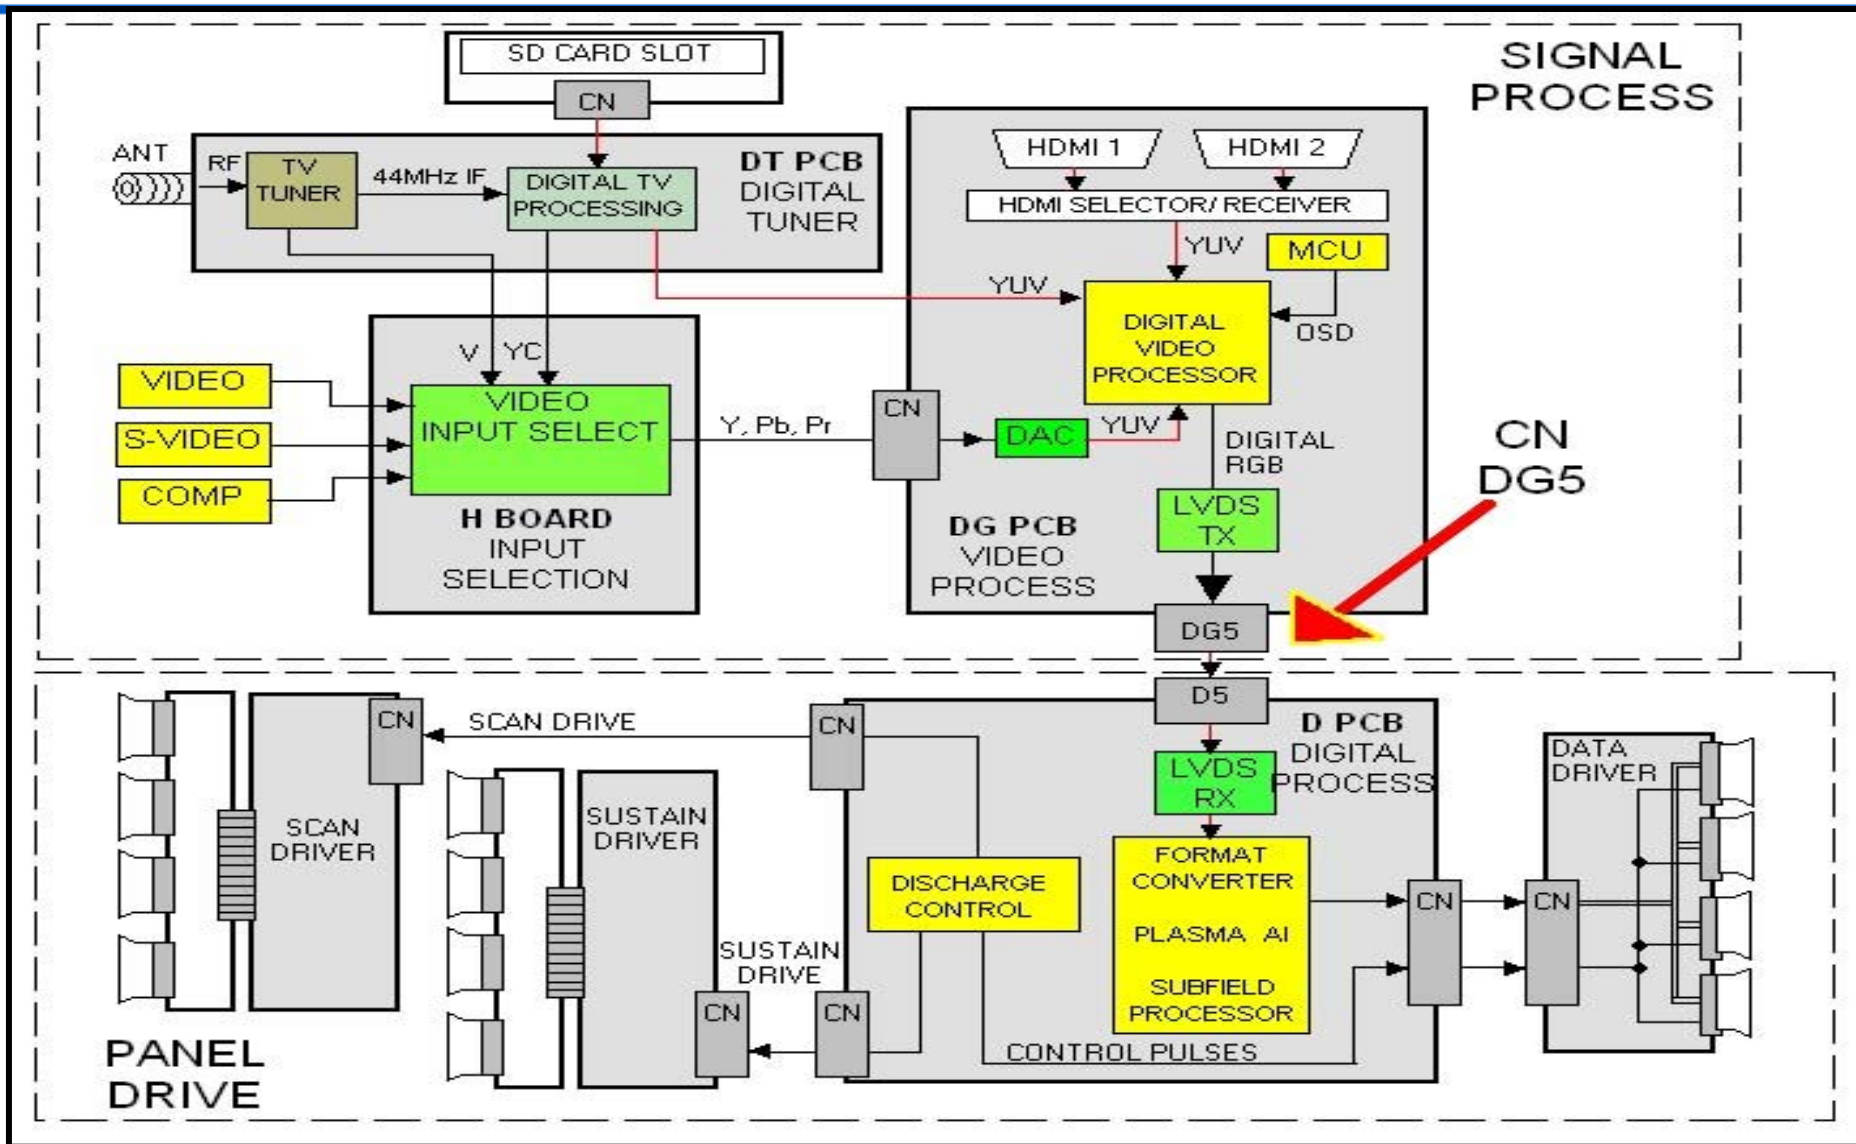 SD CARD SLOT
CN
SIGNAL
PROCESS
ANT
RF
TV
TUNER
44MHz IF
DIGITAL TV
PROCESSING
DT PCB
DIGITAL
TUNER
HDMI 1
HDMI 2
HDMI SELECTOR/ RECEIVER
YUV
MCU
YUV
DIGITAL
VIDEO
PROCESSOR
OSD
V
YC
VIDEO
S-VIDEO
COMP
VIDEO
INPUT SELECT
Y, Pb, Pr
CN
DAC
YUV
DIGITAL
RGB
CN
DG5
H BOARD
INPUT
SELECTION
DG PCB
VIDEO
PROCESS
LVDS
TX
DG5
D5
CN
SCAN DRIVE
CN
D PCB
DIGITAL
PROCESS
LVDS
RX
DATA
DRIVER
SCAN
DRIVER
SUSTAIN
DRIVER
DISCHARGE
CONTROL
FORMAT
CONVERTER
PLASMA AI
SUBFIELD
PROCESSOR
CN
CN
SUSTAIN
DRIVE
CN
CN
CONTROL PULSES
PANEL
DRIVE